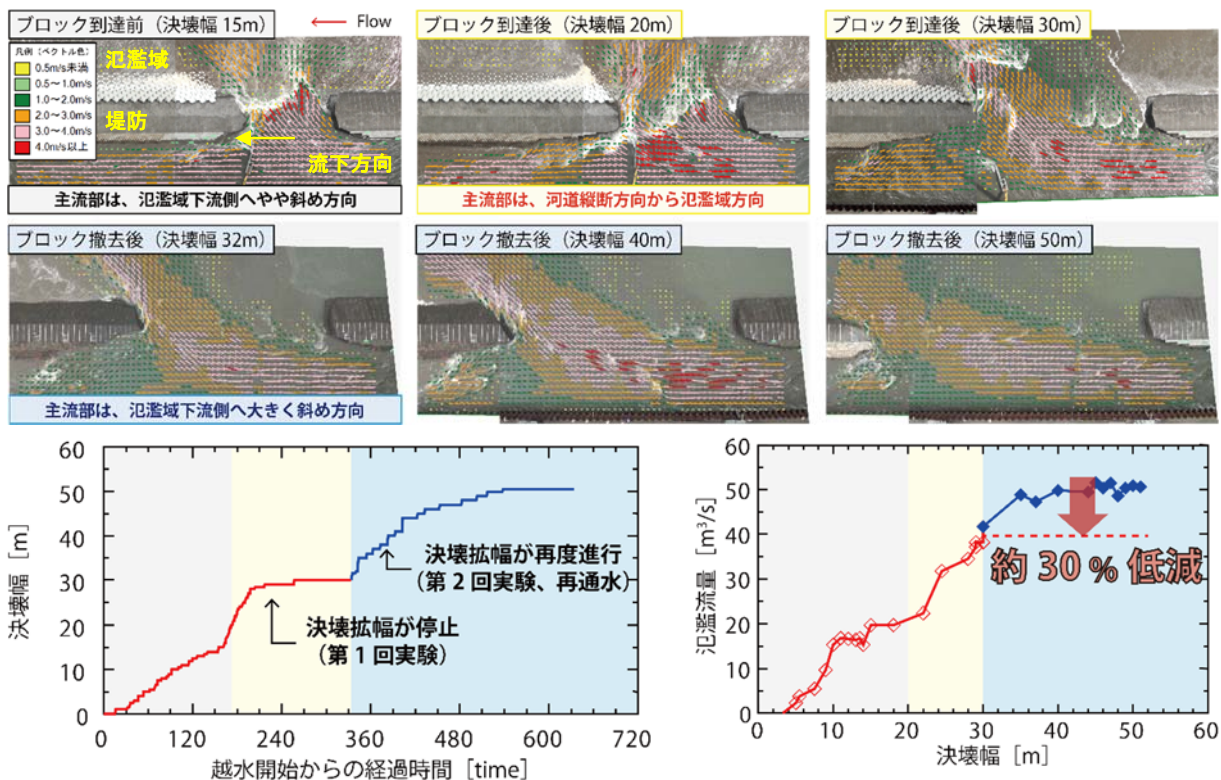 ブロック到達前（決壊幅 15m）
Flow
ブロック到達後（決壊幅 20m）
ブロック到達後（決壊幅 30m）
凡例（ベクトル色）
0.5m/s未満
0.5～1.0m/s
1.0～2.0m/s
2.0～3.0m/s
3.0～4.0m/s
4.0m/s以上
氾濫域
堤防
流下方向
主流部は、氾濫域下流側へやや斜め方向
主流部は、河道縦断方向から氾濫域方向
ブロック撤去後（決壊幅 32m）
ブロック撤去後（決壊幅 40m）
ブロック撤去後（決壊幅 50m）
主流部は、氾濫域下流側へ大きく斜め方向
決壊幅 [m]
60
50
40
30
20
10
0
決壊拡幅が再度進行
（第 2 回実験、再通水）
決壊拡幅が停止
（第 1 回実験）
0 120 240 360 480 600 720
越水開始からの経過時間 [time]
氾濫流量 [m³/s]
60
50
40
30
20
10
0
約 30 % 低減
0 10 20 30 40 50 60
決壊幅 [m]